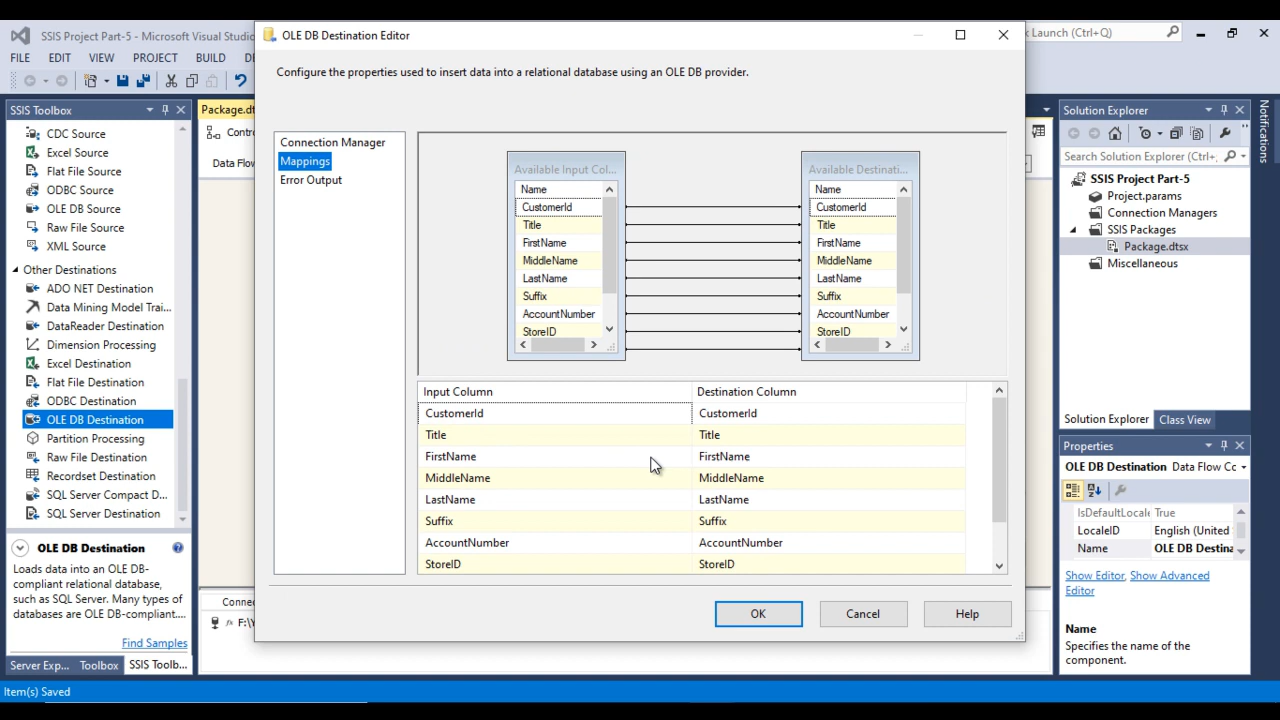 SSIS Project Part-5 - Microsoft Visual Studio
OLE DB Destination Editor
Launch (Ctrl+Q)
FILE EDIT VIEW PROJECT BUILD
Configure the properties used to insert data into a relational database using an OLE DB provider.
SSIS Toolbox
CDC Source
Excel Source
Flat File Source
ODBC Source
OLE DB Source
Raw File Source
XML Source
Other Destinations
ADO NET Destination
Data Mining Model Trai...
DataReader Destination
Dimension Processing
Excel Destination
Flat File Destination
ODBC Destination
OLE DB Destination
Partition Processing
Raw File Destination
Recordset Destination
SQL Server Compact D...
SQL Server Destination
OLE DB Destination
Loads data into an OLE DB-
compliant relational database,
such as SQL Server. Many types of
databases are OLE DB-compliant....
Find Samples
Server Exp... Toolbox SSIS Toolb...
Item(s) Saved
Package.dt
Contr
Data Flow
Conne
fx F:\
Connection Manager
Mappings
Error Output
Available Input Col...
Name
CustomerId
Title
FirstName
MiddleName
LastName
Suffix
AccountNumber
StoreID
Available Destinati...
Name
CustomerId
Title
FirstName
MiddleName
LastName
Suffix
AccountNumber
StoreID
Input Column Destination Column
CustomerId CustomerId
Title Title
FirstName FirstName
MiddleName MiddleName
LastName LastName
Suffix Suffix
AccountNumber AccountNumber
StoreID StoreID
OK Cancel Help
Solution Explorer
Search Solution Explorer (Ctrl+;
SSIS Project Part-5
Project.params
Connection Managers
SSIS Packages
Package.dtsx
Miscellaneous
Solution Explorer Class View
Properties
OLE DB Destination Data Flow Cc
IsDefaultLocale True
LocaleID English (United
Name OLE DB Destina
Show Editor, Show Advanced
Editor
Name
Specifies the name of the
component.
Notifications